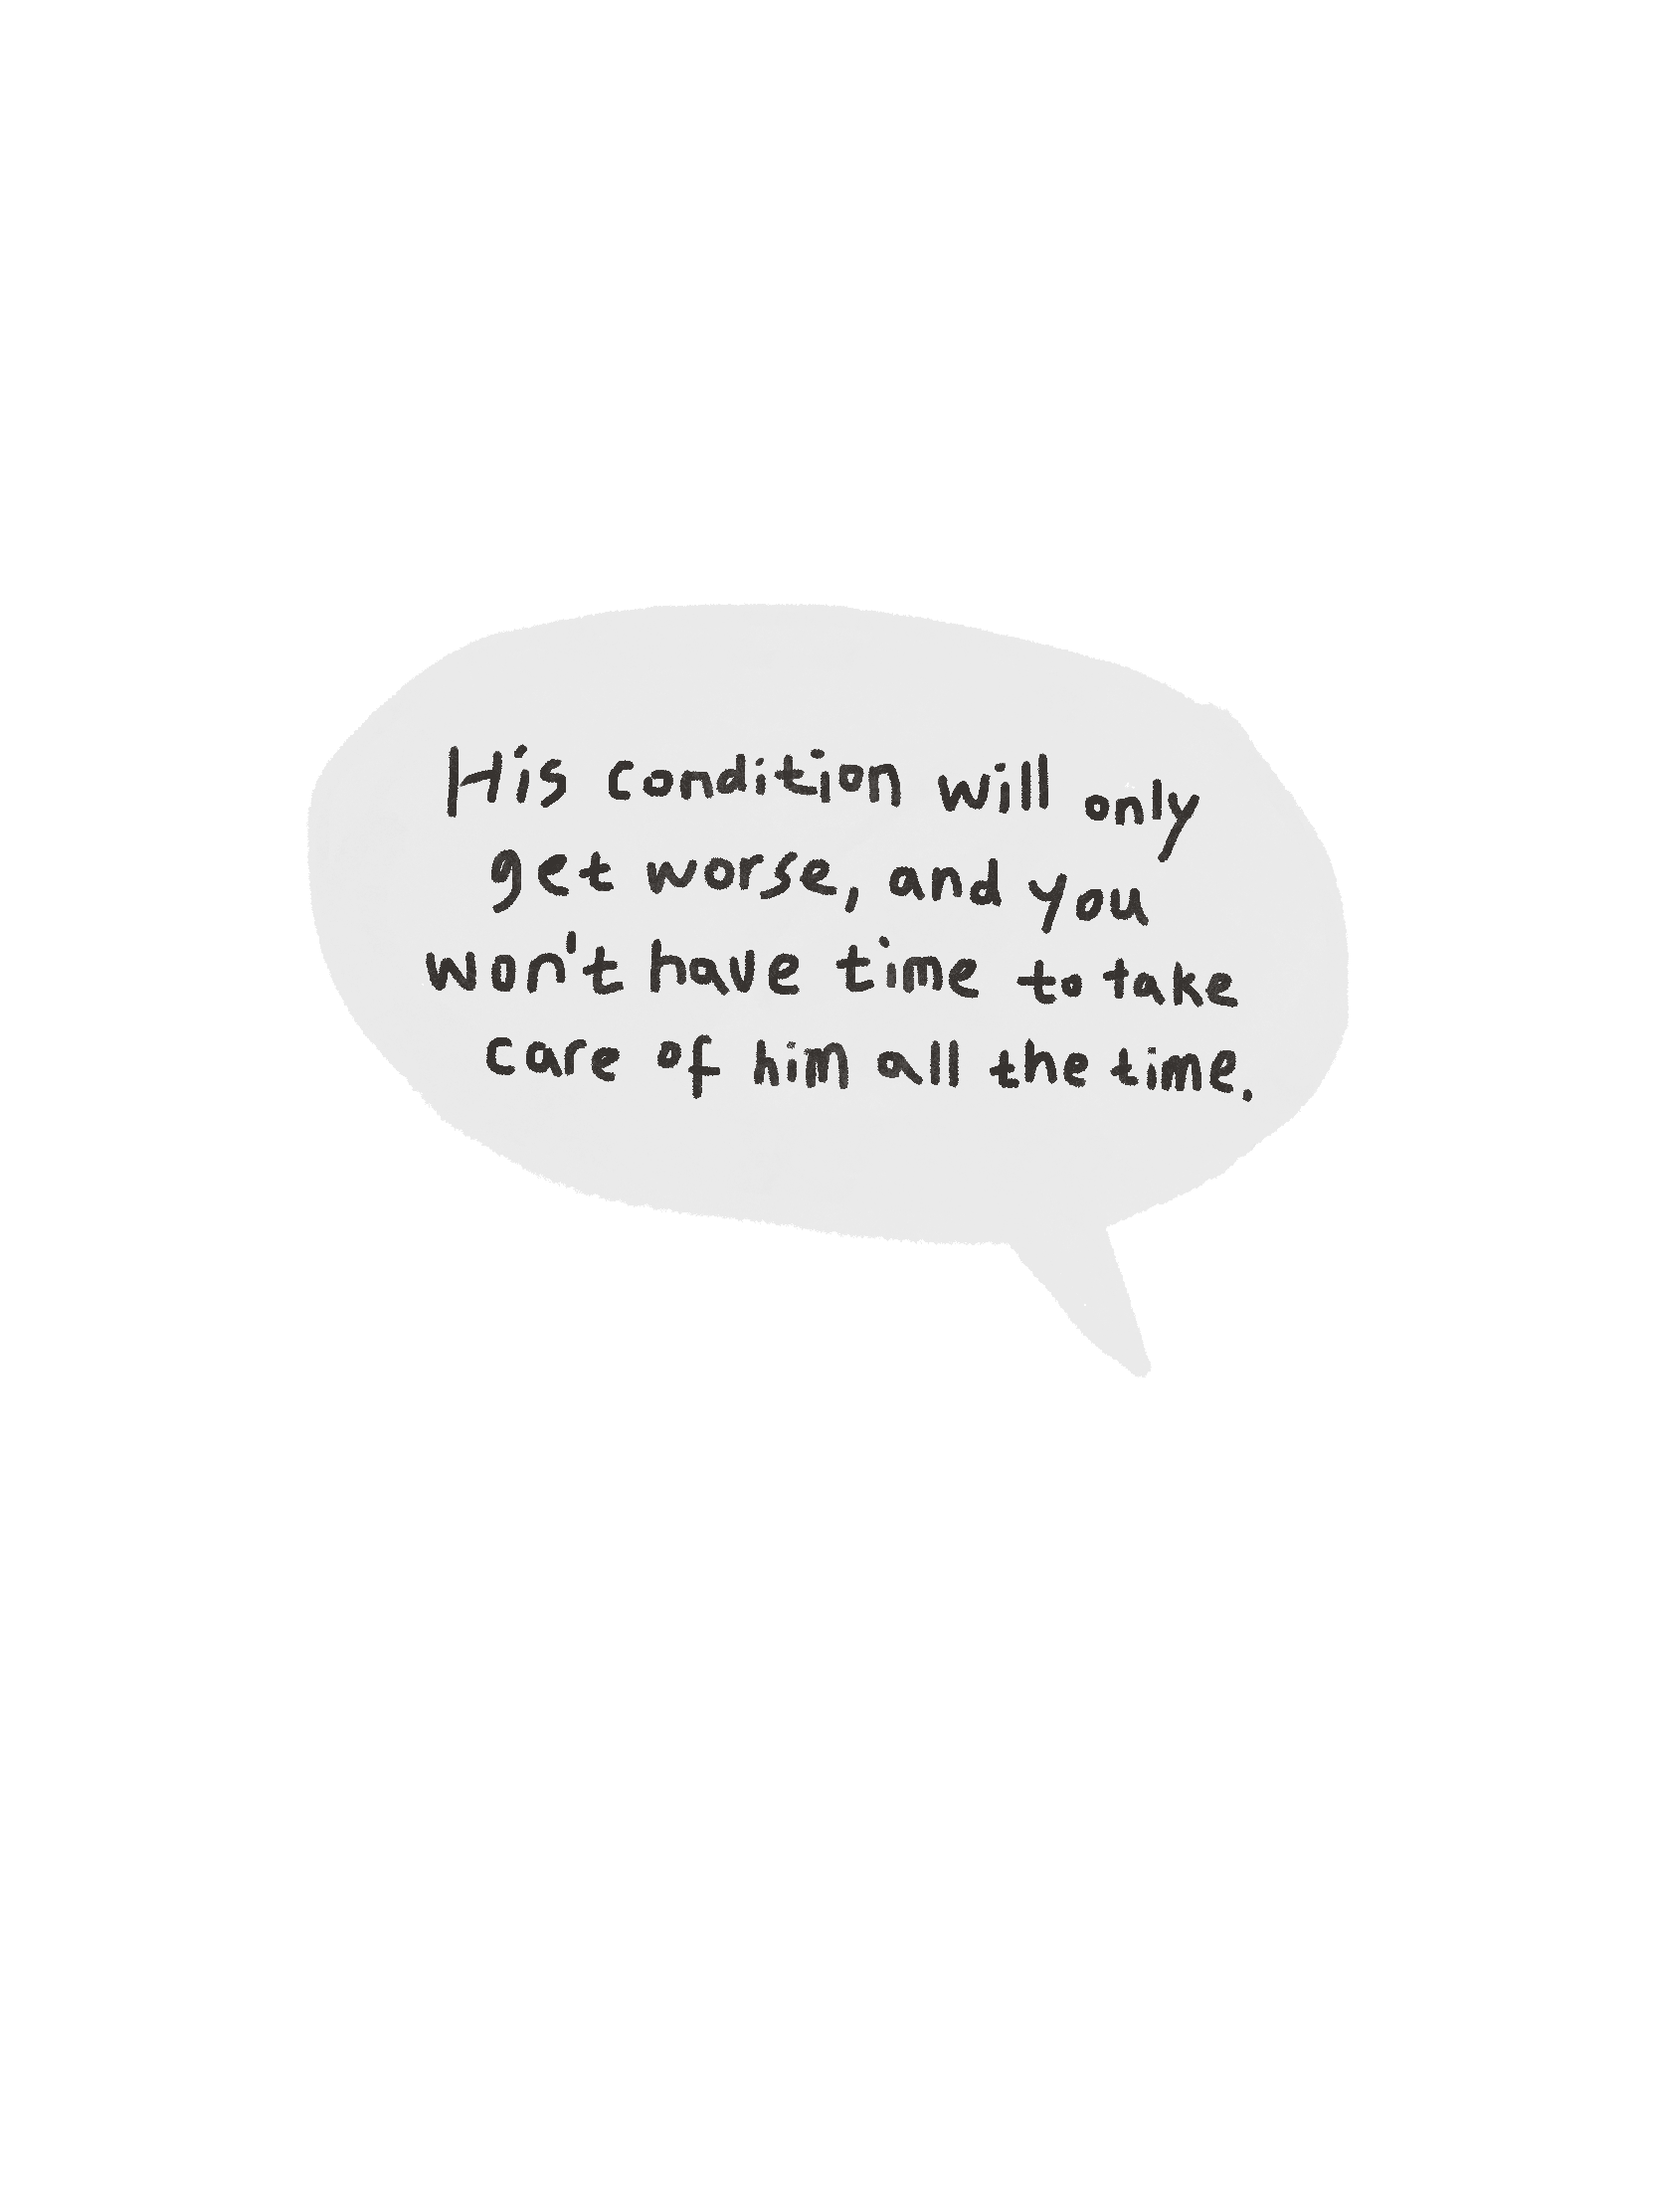 His condition will only
get worse, and you
won't have time to take
care of him all the time.